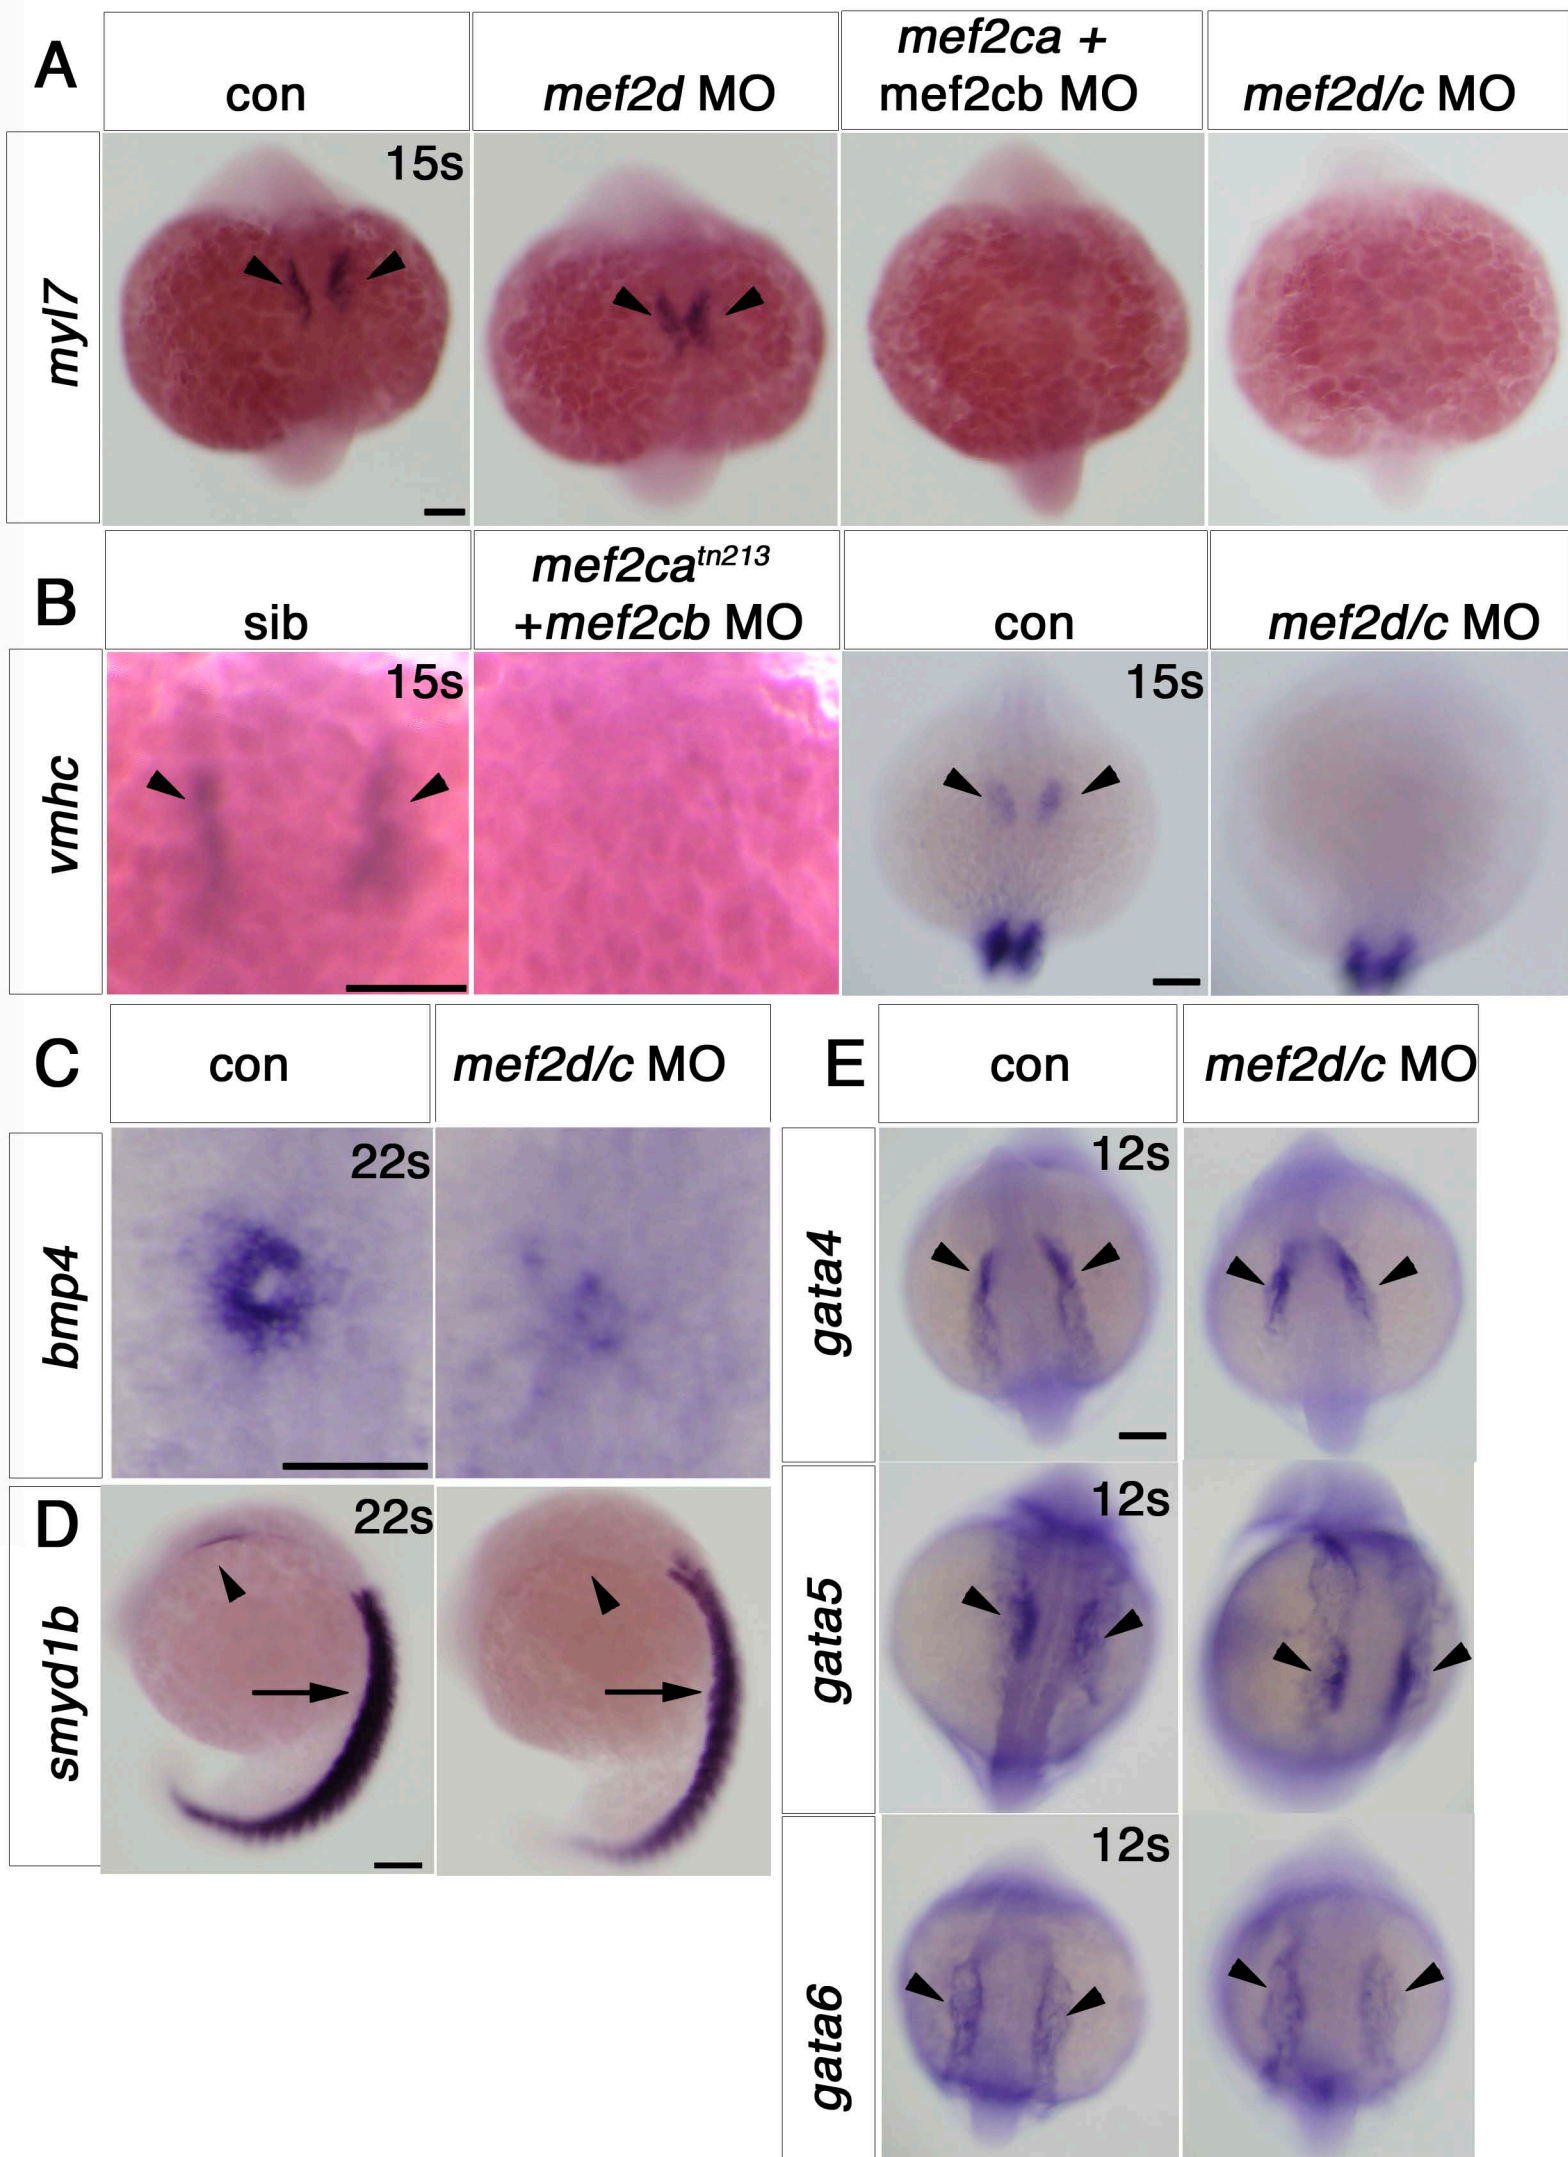 A
con
mef2d MO
mef2ca +
mef2cb MO
mef2d/c MO
myl7
15s
B
sib
mef2ca^tn213
+mef2cb MO
con
mef2d/c MO
vmhc
15s
15s
C
con
mef2d/c MO
bmp4
22s
D
smyd1b
22s
E
con
mef2d/c MO
gata4
12s
gata5
12s
gata6
12s